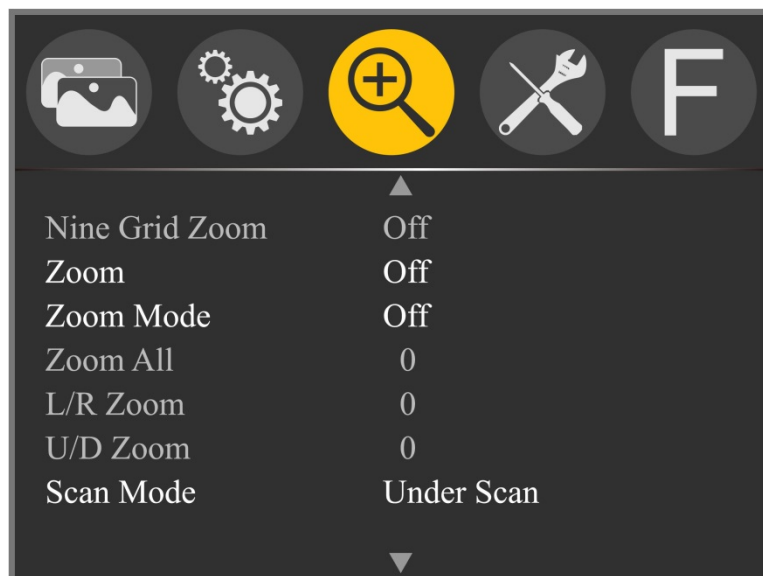 F
Nine Grid Zoom Off
Zoom Off
Zoom Mode Off
Zoom All 0
L/R Zoom 0
U/D Zoom 0
Scan Mode Under Scan